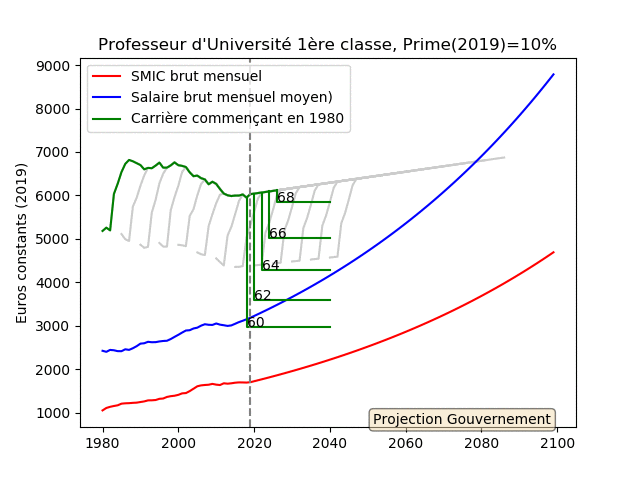 Professeur d'Université 1ère classe, Prime(2019)=10%
SMIC brut mensuel
Salaire brut mensuel moyen)
Carrière commençant en 1980
Euros constants (2019)
9000
8000
7000
6000
5000
4000
3000
2000
1000
68
66
64
62
60
Projection Gouvernement
1980 2000 2020 2040 2060 2080 2100